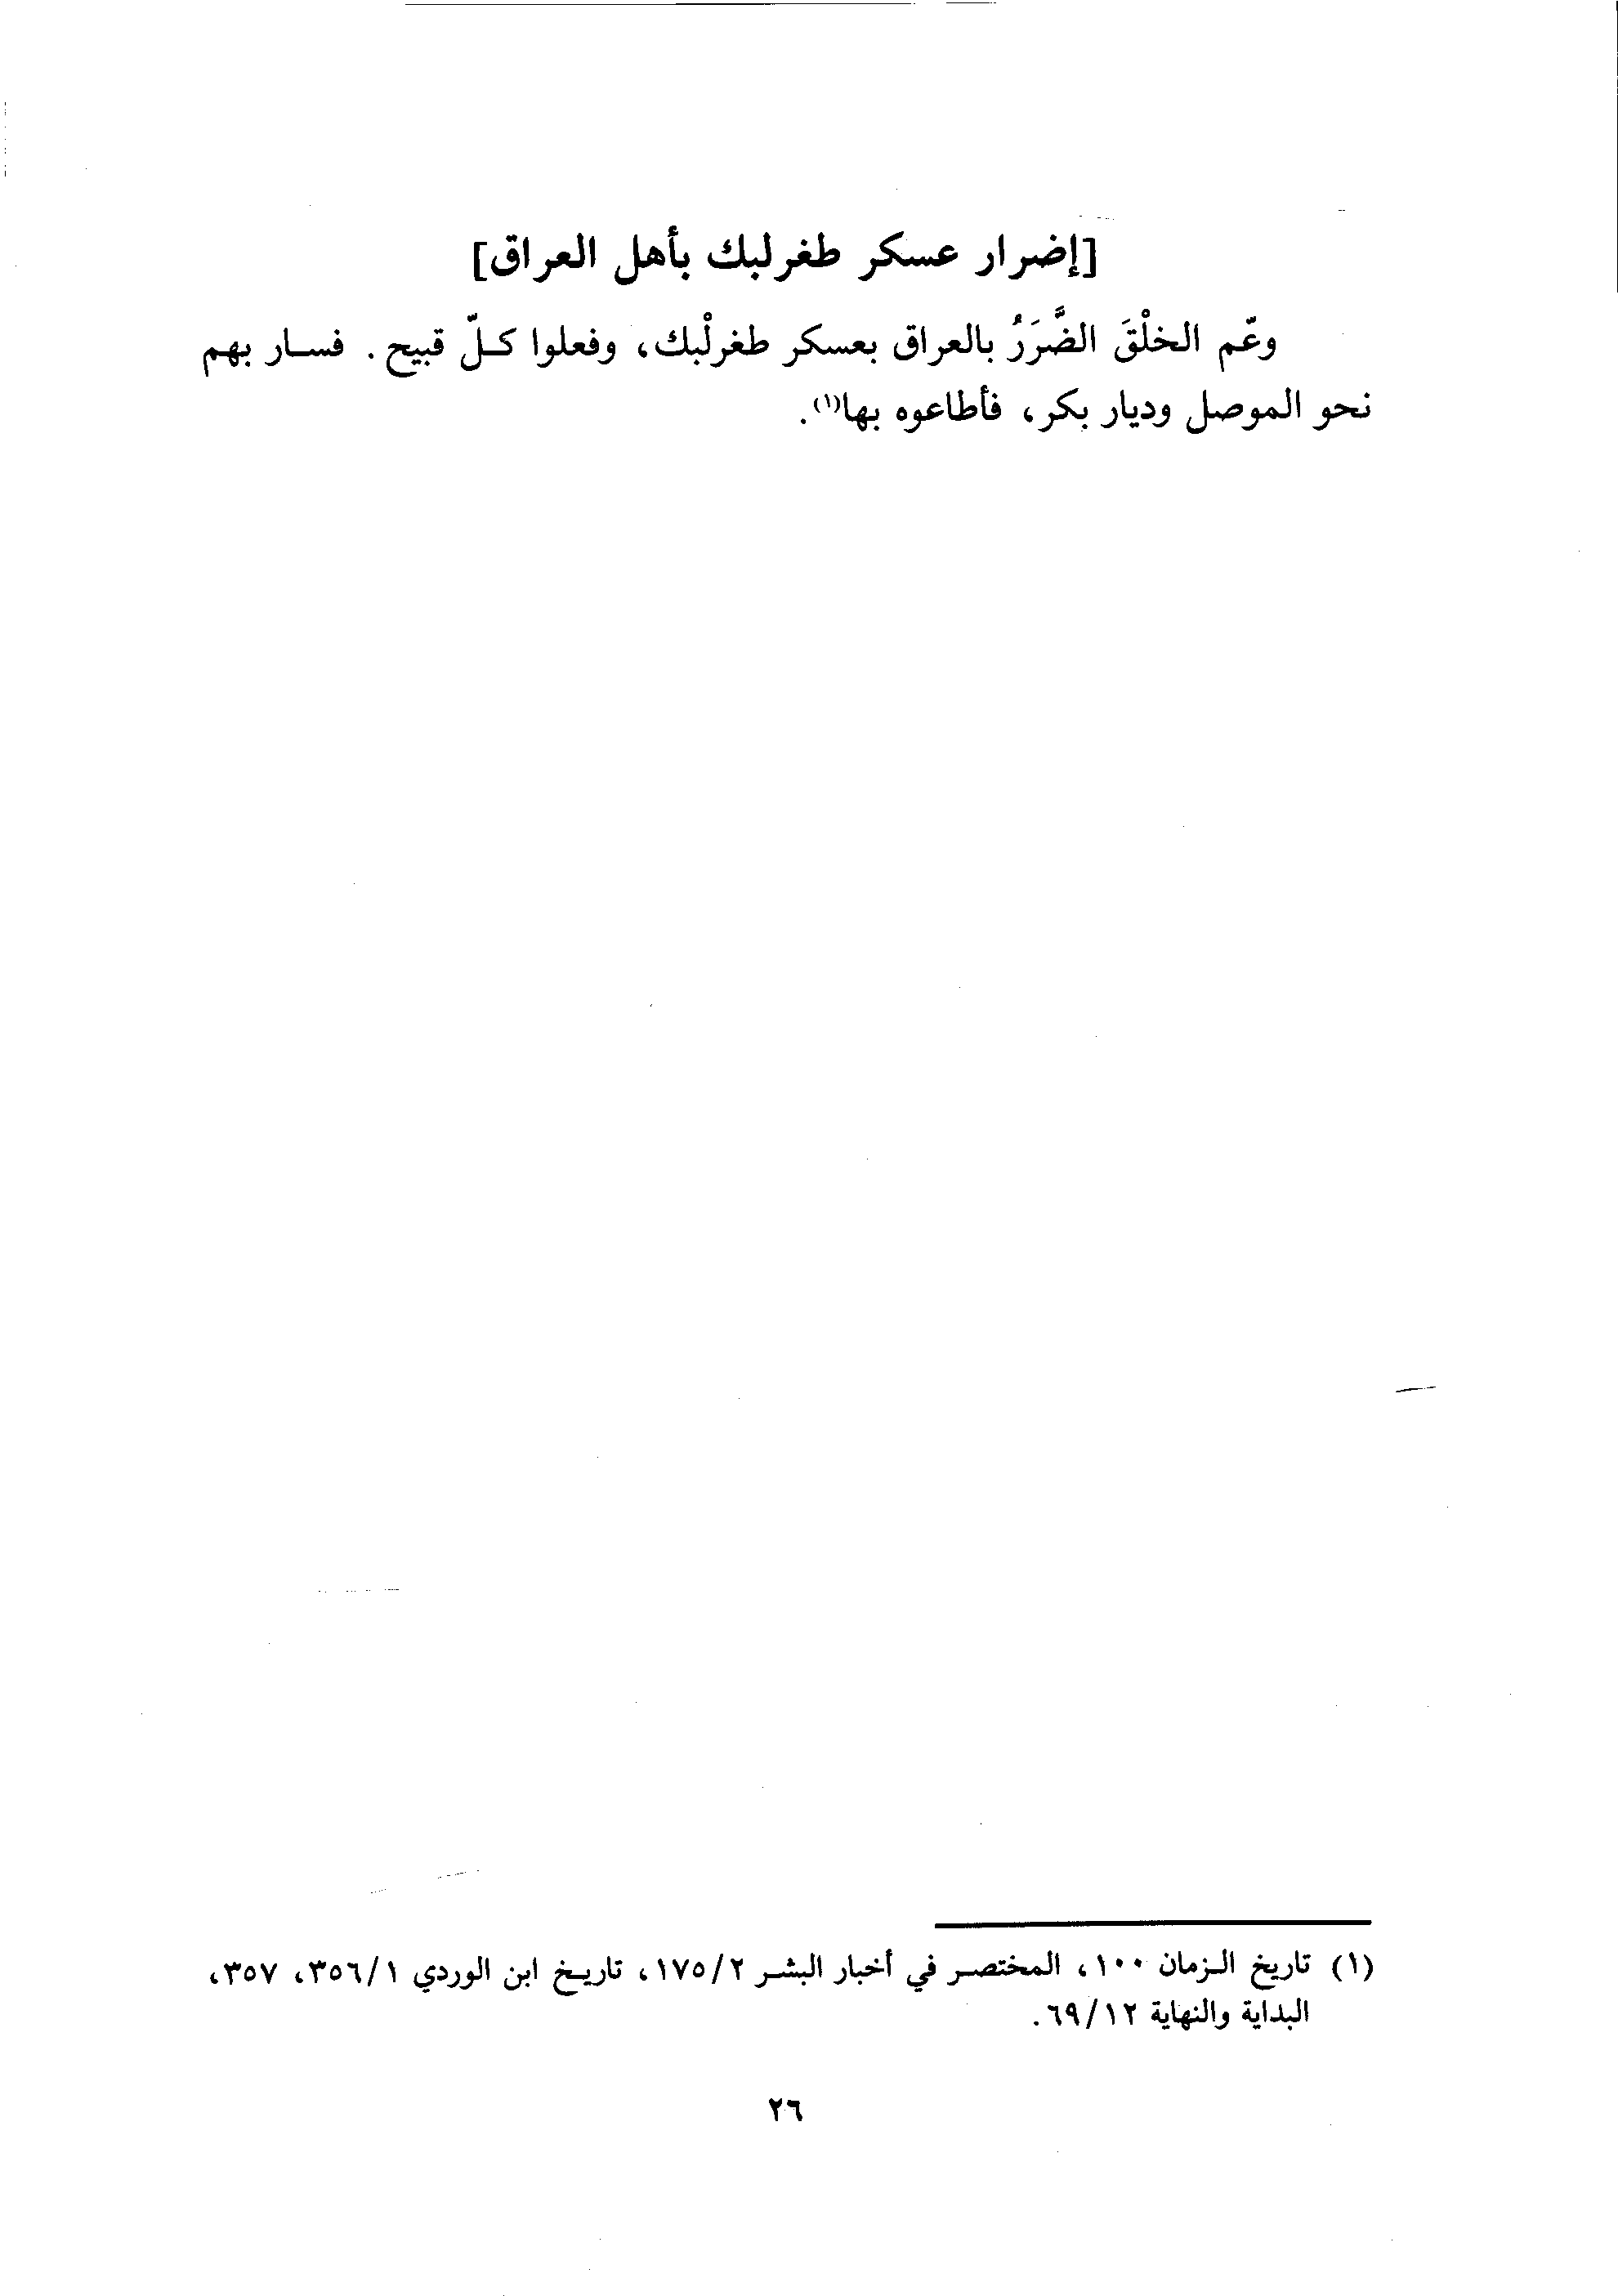 [إضرار عسكر طغرلبك بأهل العراق]
وعّم الخلْقَ الضَّرَرُ بالعراق بعسكر طغرلْبك، وفعلوا كلّ قبيح. فسار بهم
نحو الموصل وديار بكر، فأطاعوه بها(١).
(١) تاريخ الزمان ١٠٠، المختصر في أخبار البشر ١٧٥/٢، تاريخ ابن الوردي ٣٥٦/١، ٣٥٧،
البداية والنهاية ٦٩/١٢.
٢٦